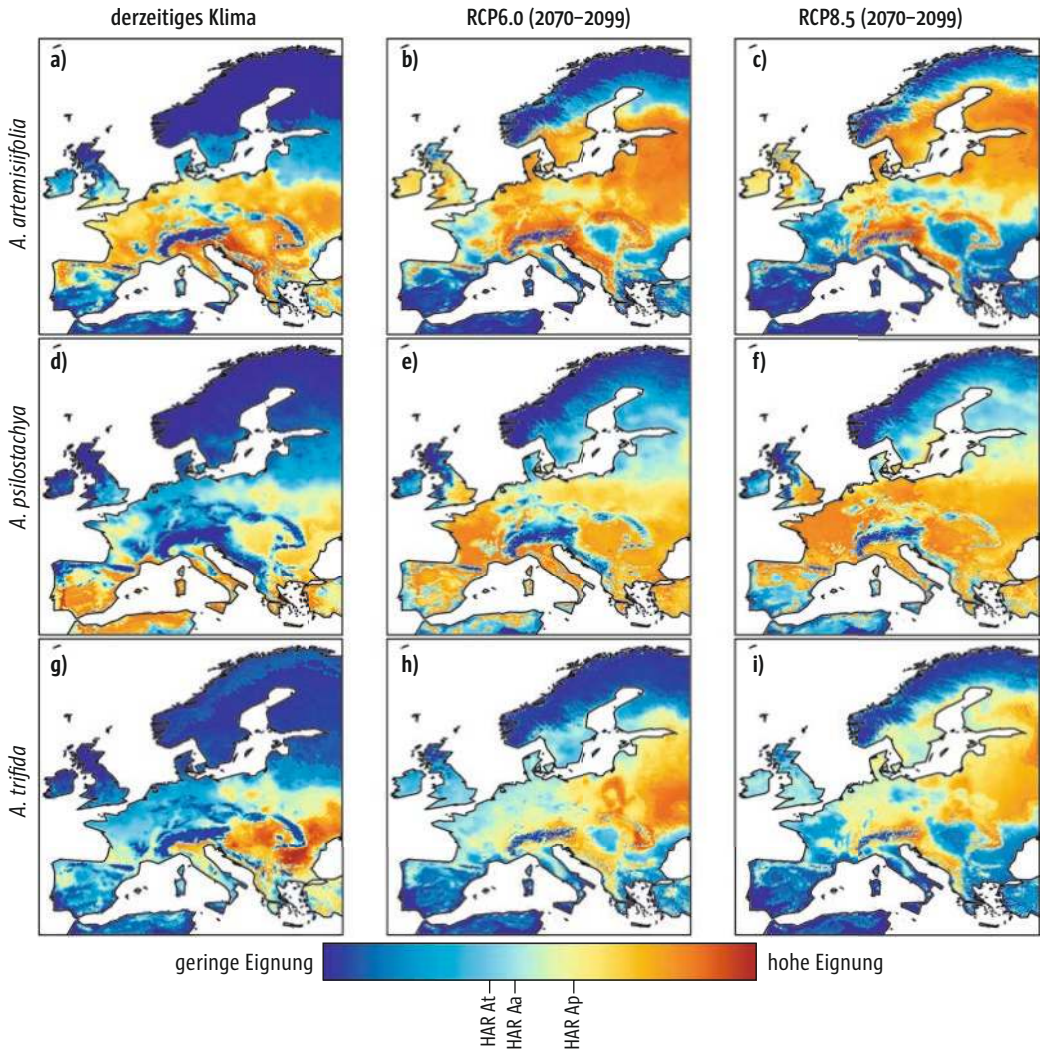 derzeitiges Klima
RCP6.0 (2070–2099)
RCP8.5 (2070–2099)
A. artemisiifolia
a)
b)
c)
A. psilostachya
d)
e)
f)
A. trifida
g)
h)
i)
geringe Eignung
hohe Eignung
HAR At
HAR Aa
HAR Ap